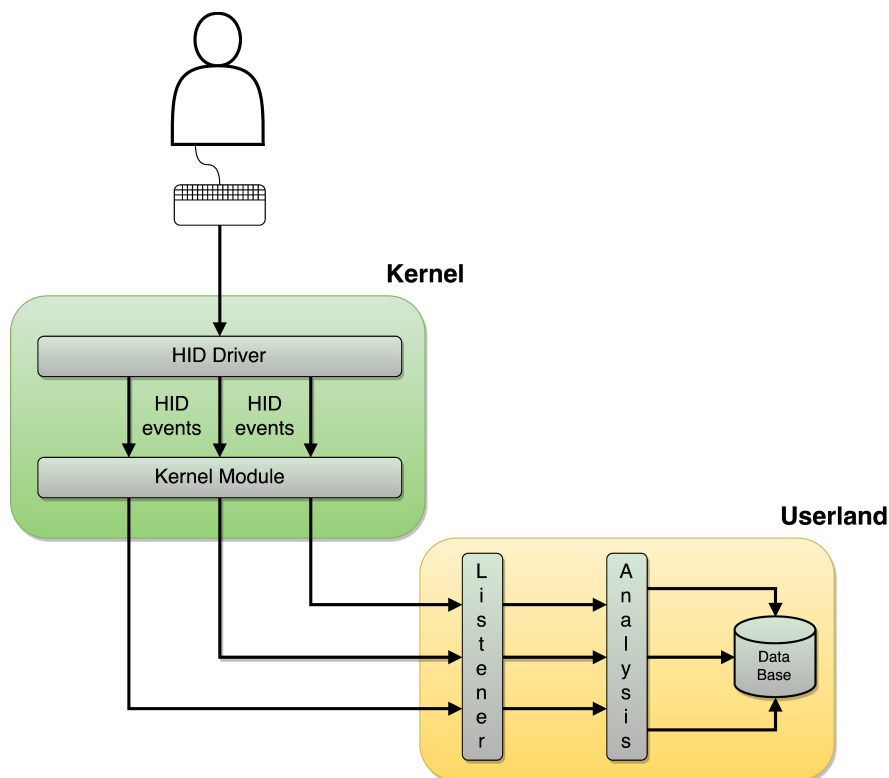 Kernel
HID Driver
HID
events
HID
events
Kernel Module
Userland
Listener
Analysis
Data
Base